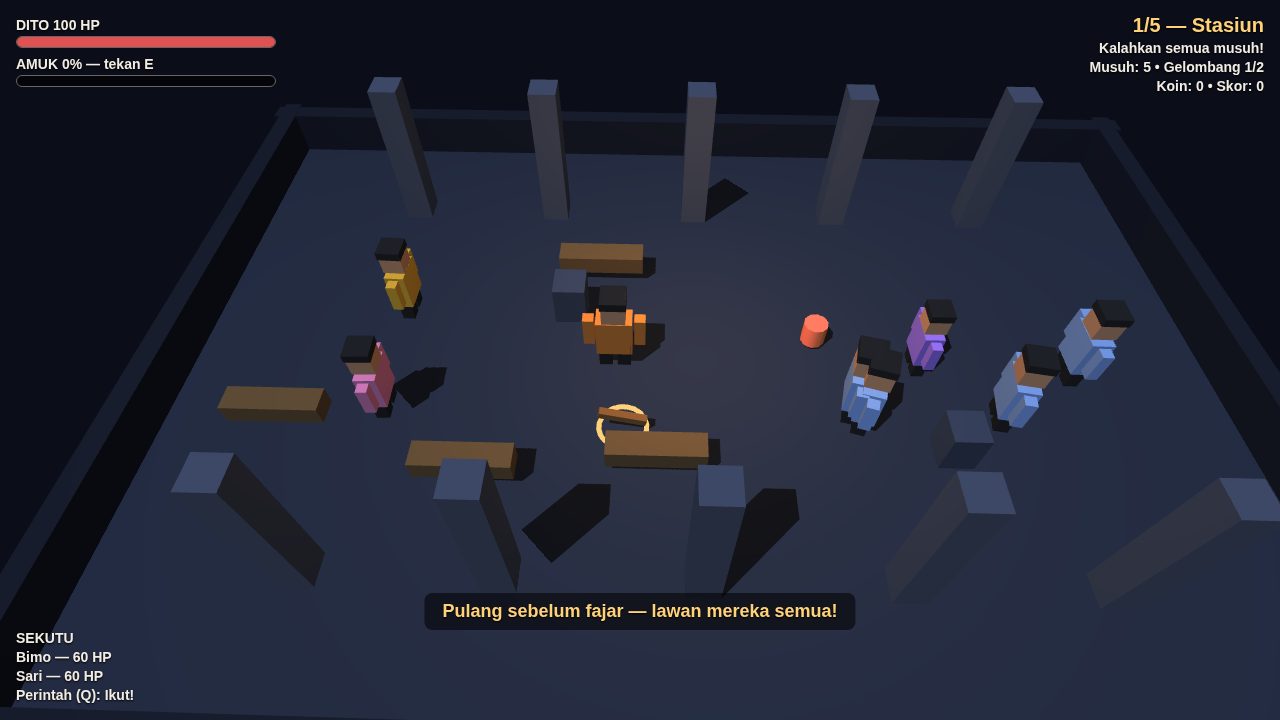 DITO 100 HP
AMUK 0% — tekan E
1/5 — Stasiun
Kalahkan semua musuh!
Musuh: 5 • Gelombang 1/2
Koin: 0 • Skor: 0
Pulang sebelum fajar — lawan mereka semua!
SEKUTU
Bimo — 60 HP
Sari — 60 HP
Perintah (Q): Ikut!